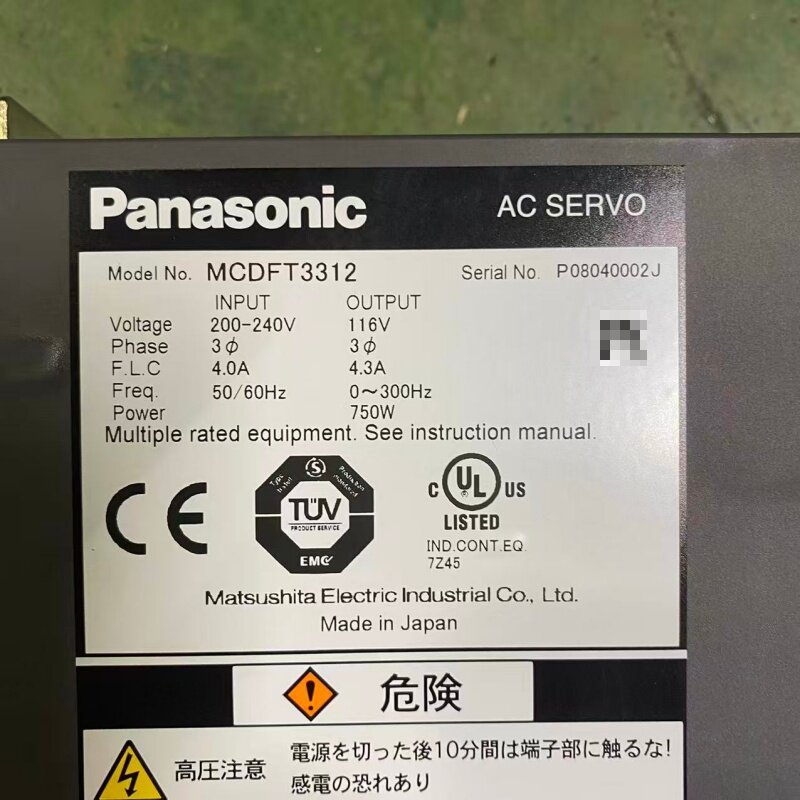 Panasonic AC SERVO
Model No. MCDFT3312 Serial No. P08040002J
INPUT OUTPUT
Voltage 200-240V 116V
Phase 3φ 3φ
F.L.C 4.0A 4.3A
Freq. 50/60Hz 0~300Hz
Power 750W
Multiple rated equipment. See instruction manual.
CE
TÜV
PRODUCT SERVICE
EMC
C UL US
LISTED
IND.CONT.EQ.
7Z45
Matsushita Electric Industrial Co., Ltd.
Made in Japan
危険
高圧注意
電源を切った後10分間は端子部に触るな!
感電の恐れあり